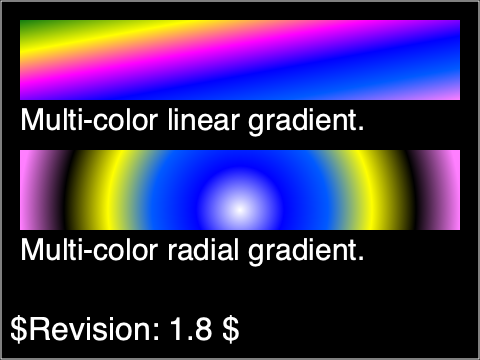 Multi-color linear gradient.
Multi-color radial gradient.
$Revision: 1.8 $